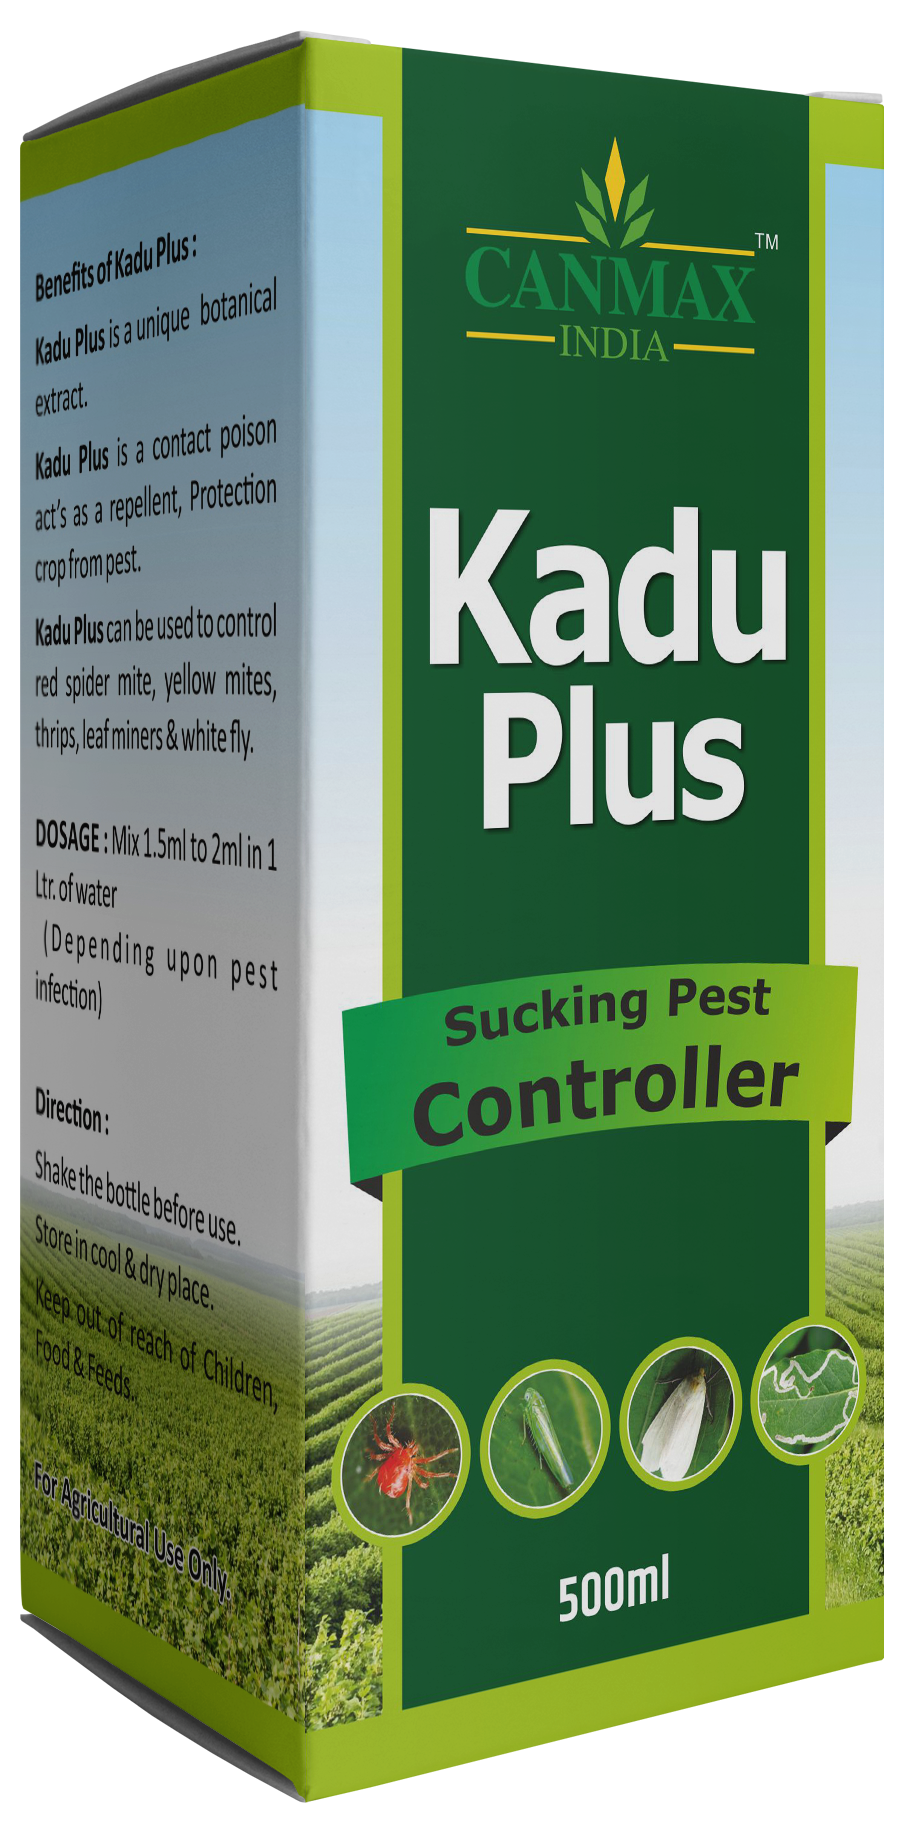 Benefits of Kadu Plus :
Kadu Plus is a unique botanical
extract.
Kadu Plus is a contact poison
act's as a repellent, Protection
crop from pest.
Kadu Plus can be used to control
red spider mite, yellow mites,
thrips, leaf miners & white fly.
DOSAGE : Mix 1.5ml to 2ml in 1
Ltr. of water
(Depending upon pest
infection)
Direction :
Shake the bottle before use.
Store in cool & dry place.
Keep out of reach of Children,
Food & Feeds.
For Agricultural Use Only.
CANMAX TM
INDIA
Kadu
Plus
Sucking Pest
Controller
500ml